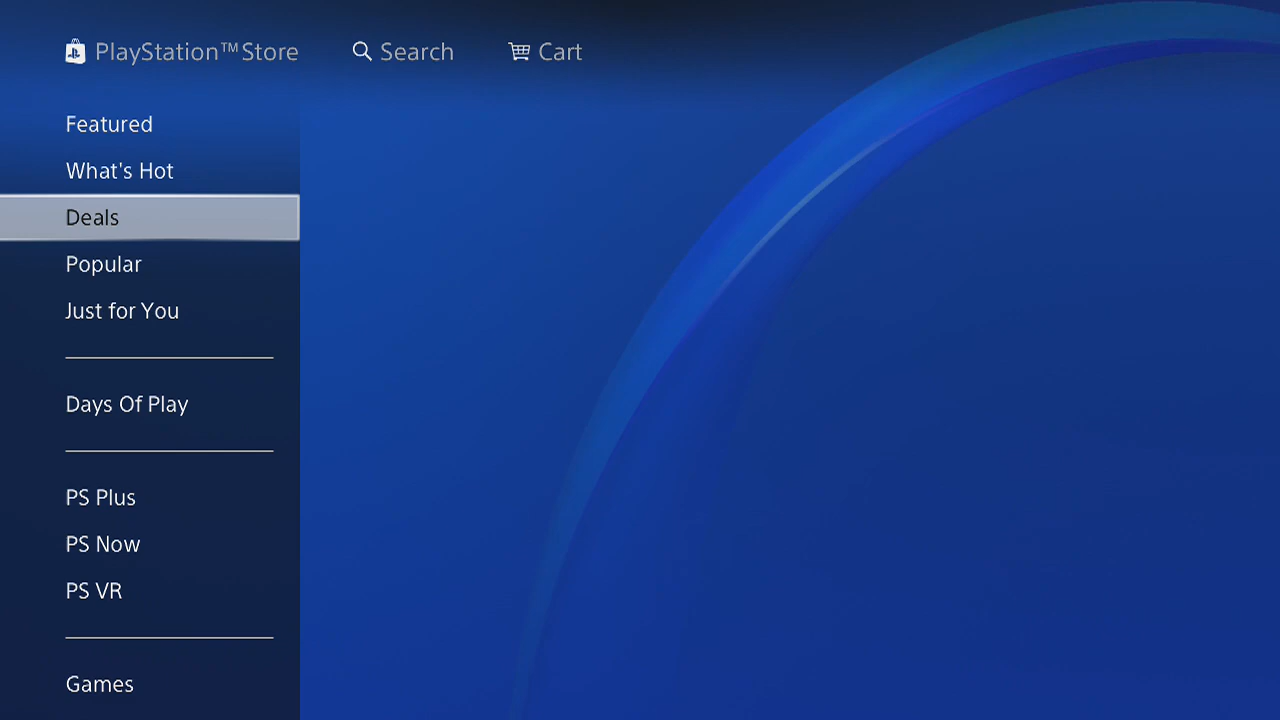 PlayStation™Store
Search
Cart
Featured
What's Hot
Deals
Popular
Just for You
Days Of Play
PS Plus
PS Now
PS VR
Games